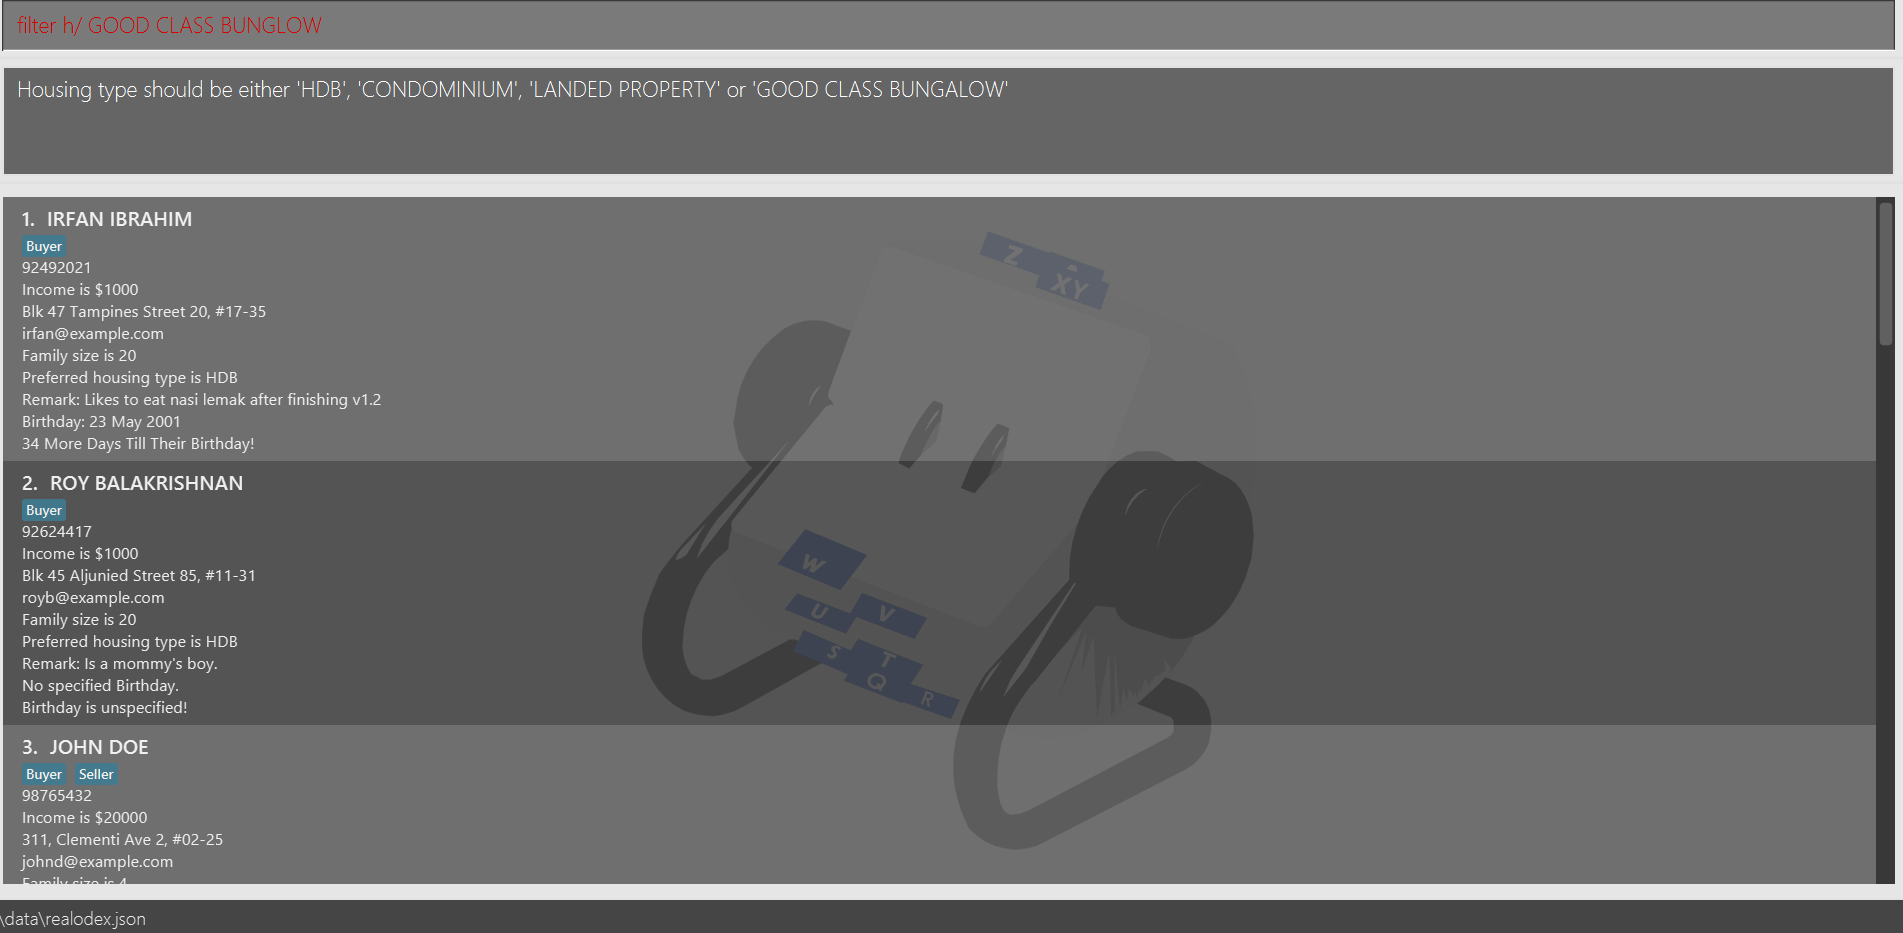 filter h/ GOOD CLASS BUNGLOW
Housing type should be either 'HDB', 'CONDOMINIUM', 'LANDED PROPERTY' or 'GOOD CLASS BUNGALOW'
1. IRFAN IBRAHIM
Buyer
92492021
Income is $1000
Blk 47 Tampines Street 20, #17-35
irfan@example.com
Family size is 20
Preferred housing type is HDB
Remark: Likes to eat nasi lemak after finishing v1.2
Birthday: 23 May 2001
34 More Days Till Their Birthday!
2. ROY BALAKRISHNAN
Buyer
92624417
Income is $1000
Blk 45 Aljunied Street 85, #11-31
royb@example.com
Family size is 20
Preferred housing type is HDB
Remark: Is a mommy's boy.
No specified Birthday.
Birthday is unspecified!
3. JOHN DOE
Buyer Seller
98765432
Income is $20000
311, Clementi Ave 2, #02-25
johnd@example.com
Family size is 4
Z
XY
W
U V
S T
Q R
\data\realodex.json